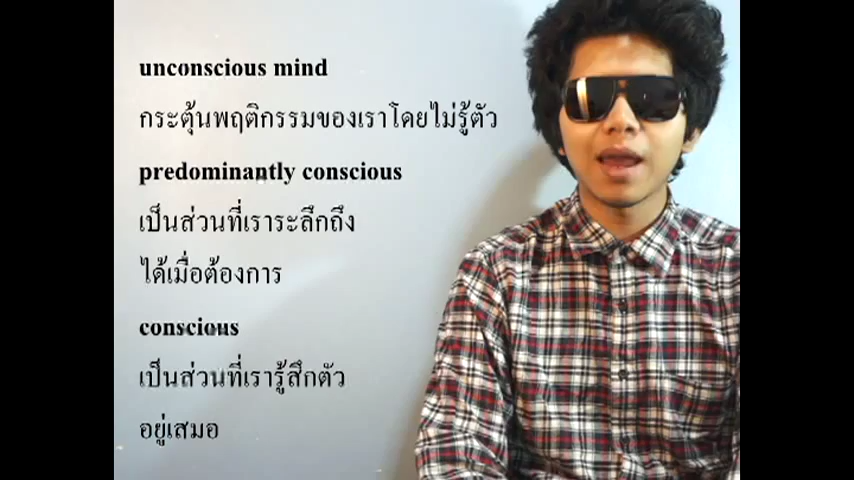 unconscious mind
กระตุ้นพฤติกรรมของเราโดยไม่รู้ตัว
predominantly conscious
เป็นส่วนที่เราระลึกถึง
ได้เมื่อต้องการ
conscious
เป็นส่วนที่เรารู้สึกตัว
อยู่เสมอ